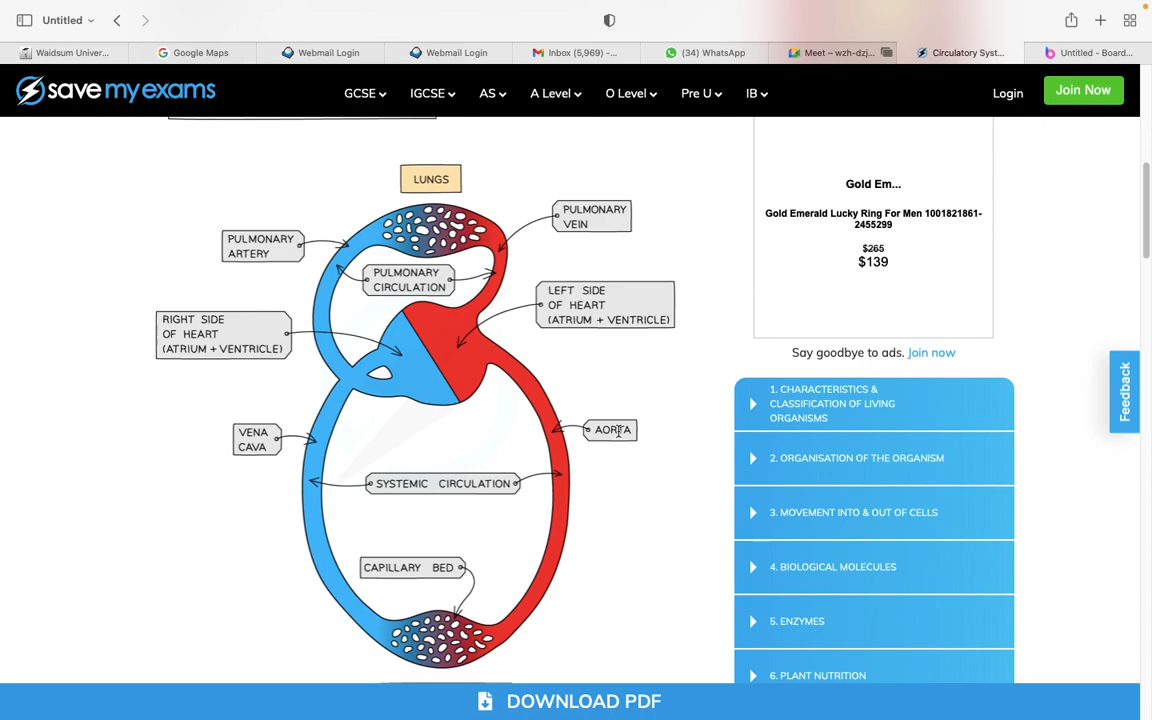 Untitled
Waidsum Univer...
Google Maps
Webmail Login
Webmail Login
Inbox (5,969) –...
(34) WhatsApp
Meet – wzh-dzj...
Circulatory Syst...
Untitled - Board...
save my exams
GCSE
IGCSE
AS
A Level
O Level
Pre U
IB
Login
Join Now
LUNGS
PULMONARY
VEIN
PULMONARY
ARTERY
PULMONARY
CIRCULATION
LEFT SIDE
OF HEART
(ATRIUM + VENTRICLE)
RIGHT SIDE
OF HEART
(ATRIUM + VENTRICLE)
VENA
CAVA
AORTA
SYSTEMIC CIRCULATION
CAPILLARY BED
Gold Em...
Gold Emerald Lucky Ring For Men 1001821861-
2455299
$265
$139
Say goodbye to ads. Join now
1. CHARACTERISTICS &
CLASSIFICATION OF LIVING
ORGANISMS
2. ORGANISATION OF THE ORGANISM
3. MOVEMENT INTO & OUT OF CELLS
4. BIOLOGICAL MOLECULES
5. ENZYMES
6. PLANT NUTRITION
Feedback
DOWNLOAD PDF